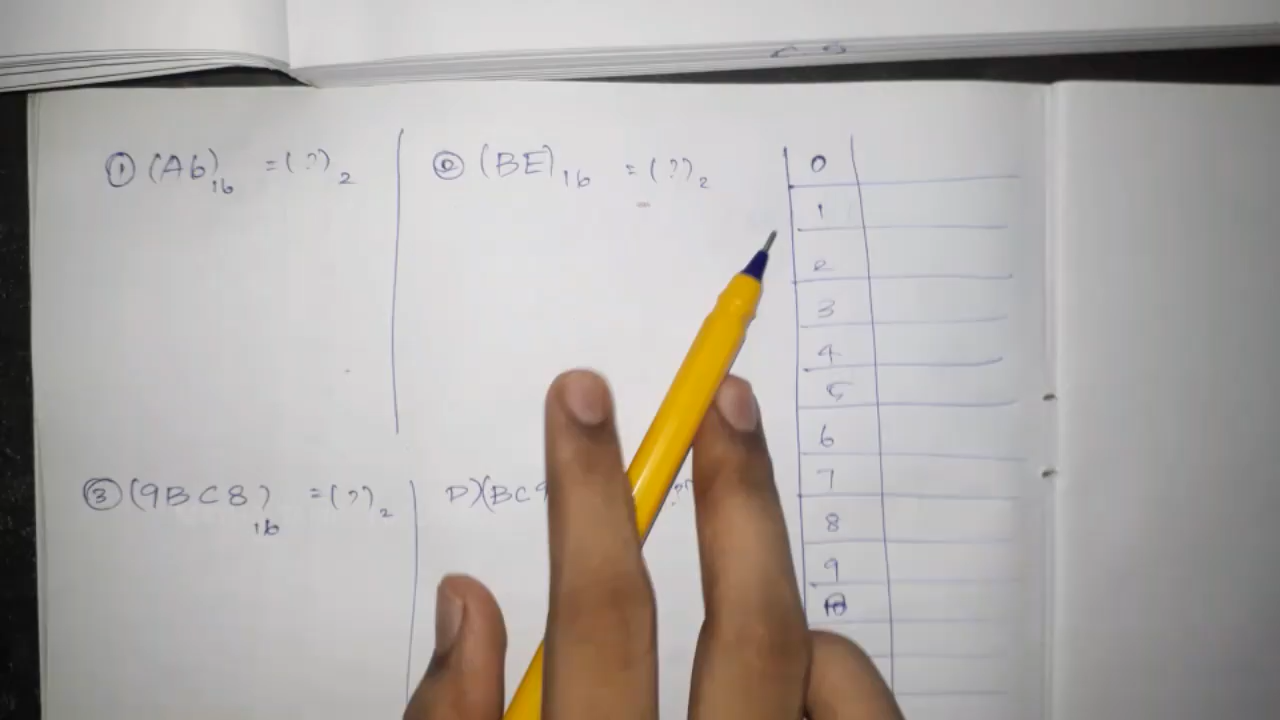 ① (A6)₁₆ = (?)₂
② (BE)₁₆ = (?)₂
③ (9BC8)₁₆ = (?)₂
D) (BC9
0
1
2
3
4
5
6
7
8
9